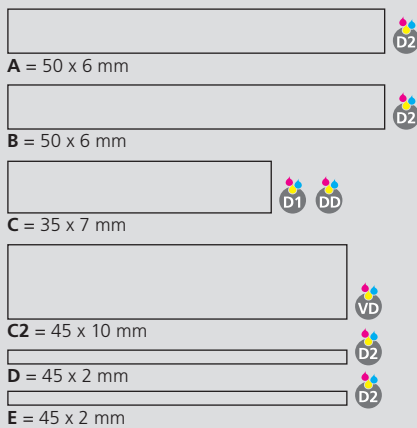 D2
A = 50 x 6 mm
D2
B = 50 x 6 mm
D1 DD
C = 35 x 7 mm
VD
C2 = 45 x 10 mm
D2
D = 45 x 2 mm
D2
E = 45 x 2 mm